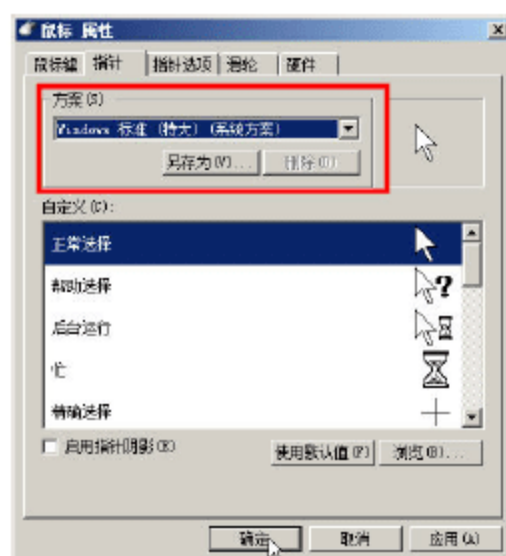 鼠标 属性
鼠标键 指针 指针选项 滑轮 硬件
方案(S)
Windows 标准 (特大) (系统方案)
另存为(V)... 删除(D)
自定义(C):
正常选择
帮助选择
后台运行
忙
精确选择
启用指针阴影(E)
使用默认值(F) 浏览(B)...
确定 取消 应用(A)